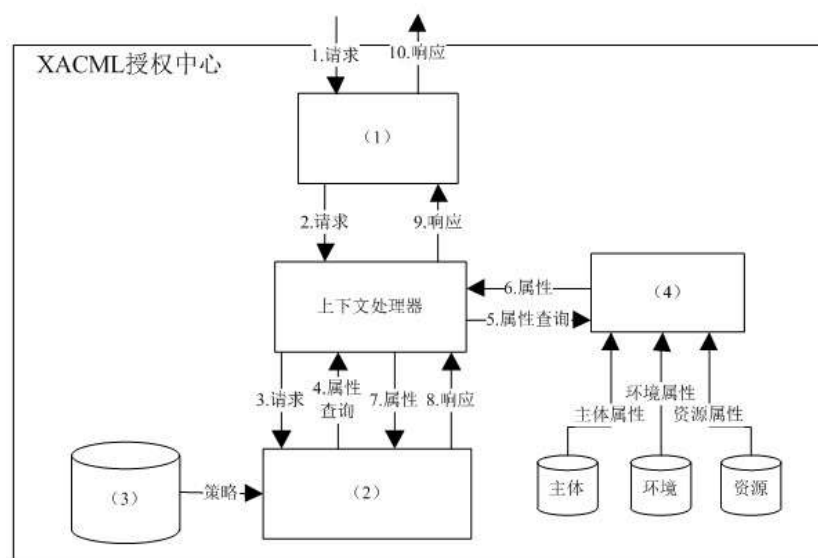 1.请求
10.响应
XACML授权中心
(1)
2.请求
9.响应
上下文处理器
6.属性
5.属性查询
(4)
3.请求
4.属性
查询
7.属性
8.响应
主体属性
环境属性
资源属性
(3)
策略
(2)
主体
环境
资源